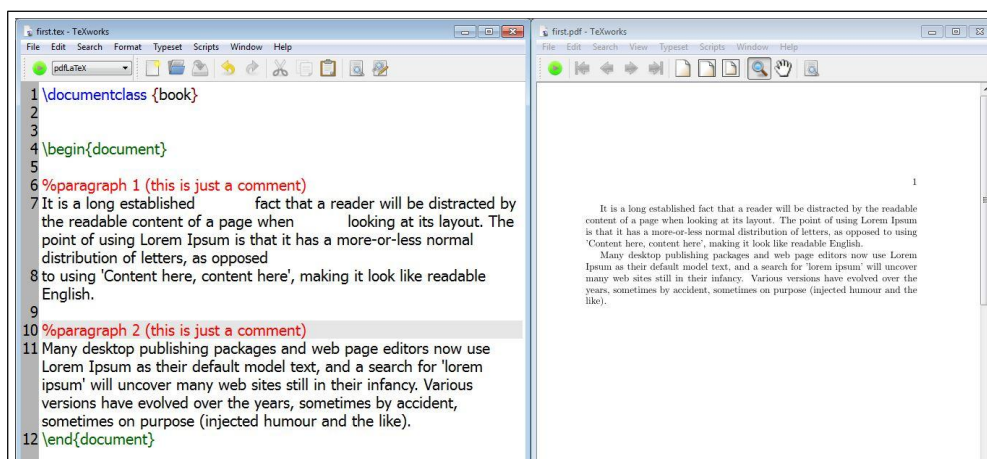 first.tex - TeXworks
File Edit Search Format Typeset Scripts Window Help
pdfLaTeX
1 \documentclass {book}
2
3
4 \begin{document}
5
6 %paragraph 1 (this is just a comment)
7 It is a long established fact that a reader will be distracted by
the readable content of a page when looking at its layout. The
point of using Lorem Ipsum is that it has a more-or-less normal
distribution of letters, as opposed
8 to using 'Content here, content here', making it look like readable
English.
9
10 %paragraph 2 (this is just a comment)
11 Many desktop publishing packages and web page editors now use
Lorem Ipsum as their default model text, and a search for 'lorem
ipsum' will uncover many web sites still in their infancy. Various
versions have evolved over the years, sometimes by accident,
sometimes on purpose (injected humour and the like).
12 \end{document}
first.pdf - TeXworks
File Edit Search View Typeset Scripts Window Help
1
It is a long established fact that a reader will be distracted by the readable
content of a page when looking at its layout. The point of using Lorem Ipsum
is that it has a more-or-less normal distribution of letters, as opposed to using
'Content here, content here', making it look like readable English.
Many desktop publishing packages and web page editors now use Lorem
Ipsum as their default model text, and a search for 'lorem ipsum' will uncover
many web sites still in their infancy. Various versions have evolved over the
years, sometimes by accident, sometimes on purpose (injected humour and the
like).